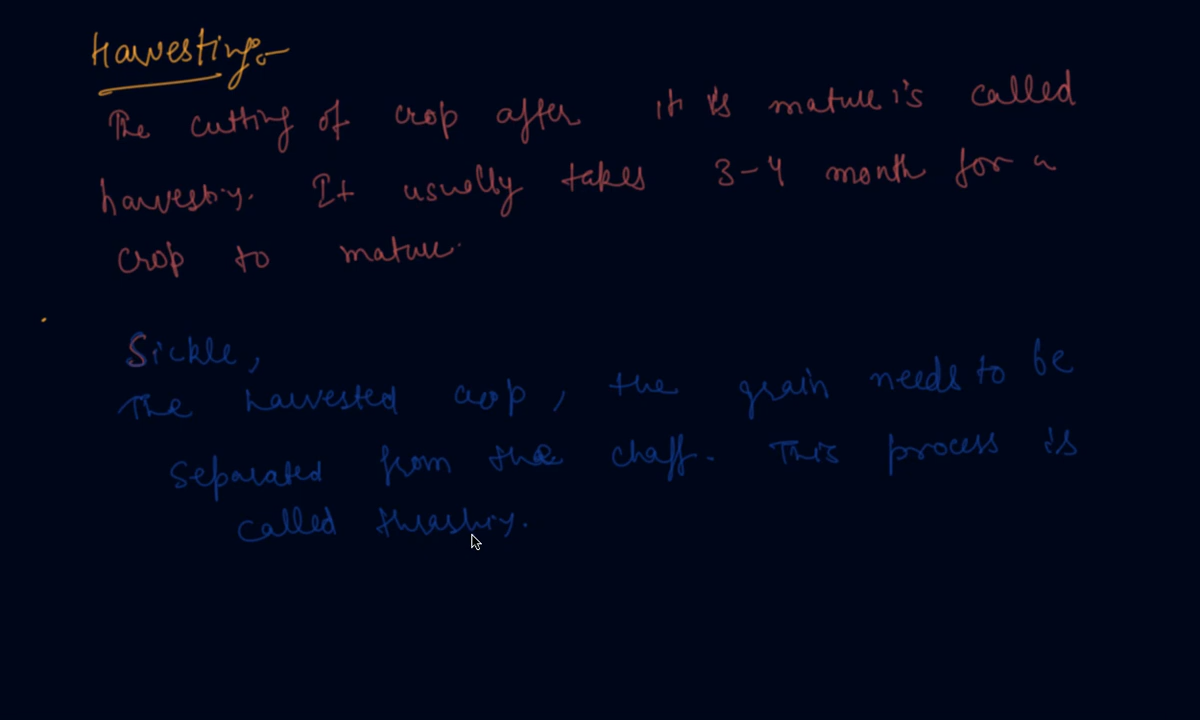 Harvesting:-
The cutting of crop after it is mature is called
harvesting. It usually takes 3-4 month for a
crop to mature.
Sickle,
The harvested crop, the grain needs to be
separated from the chaff. This process is
called thrashing.